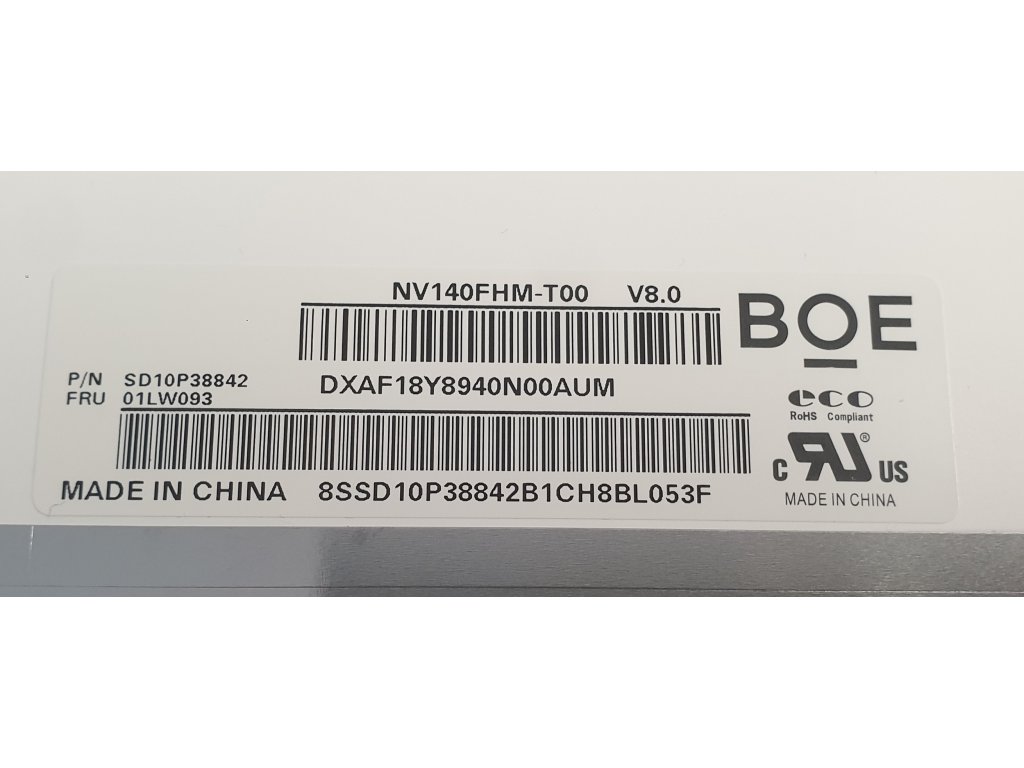 NV140FHM-T00 V8.0
BOE
P/N SD10P38842
DXAF18Y8940N00AUM
FRU 01LW093
eco
RoHS Compliant
C RU ® US
MADE IN CHINA 8SSD10P38842B1CH8BL053F
MADE IN CHINA